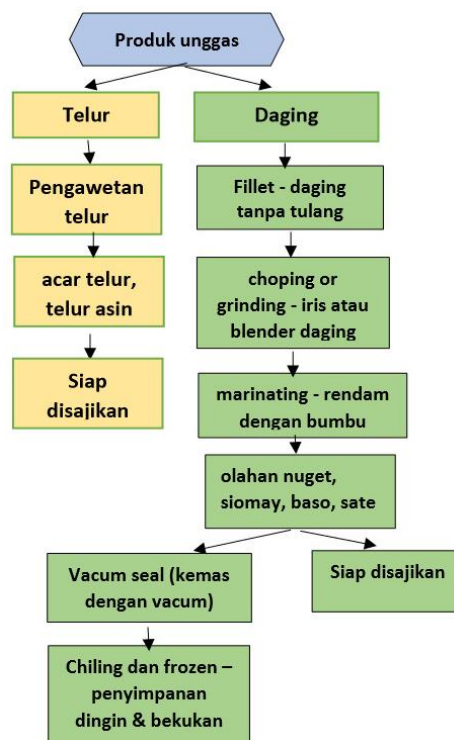 Produk unggas
Telur
Daging
Pengawetan
telur
Fillet - daging
tanpa tulang
acar telur,
telur asin
choping or
grinding - iris atau
blender daging
Siap
disajikan
marinating - rendam
dengan bumbu
olahan nuget,
siomay, baso, sate
Vacum seal (kemas
dengan vacum)
Siap disajikan
Chiling dan frozen –
penyimpanan
dingin & bekukan